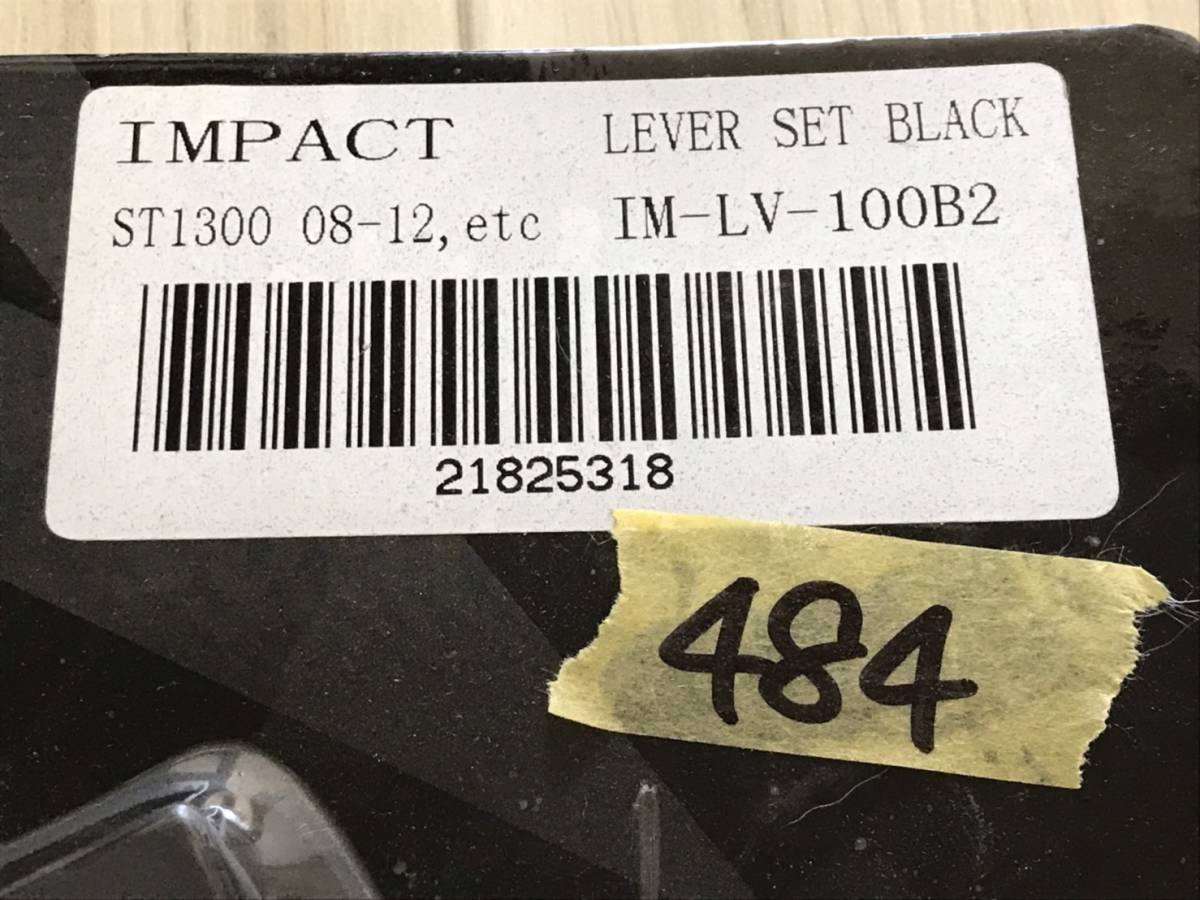 IMPACT LEVER SET BLACK
ST1300 08-12,etc IM-LV-100B2
21825318
484